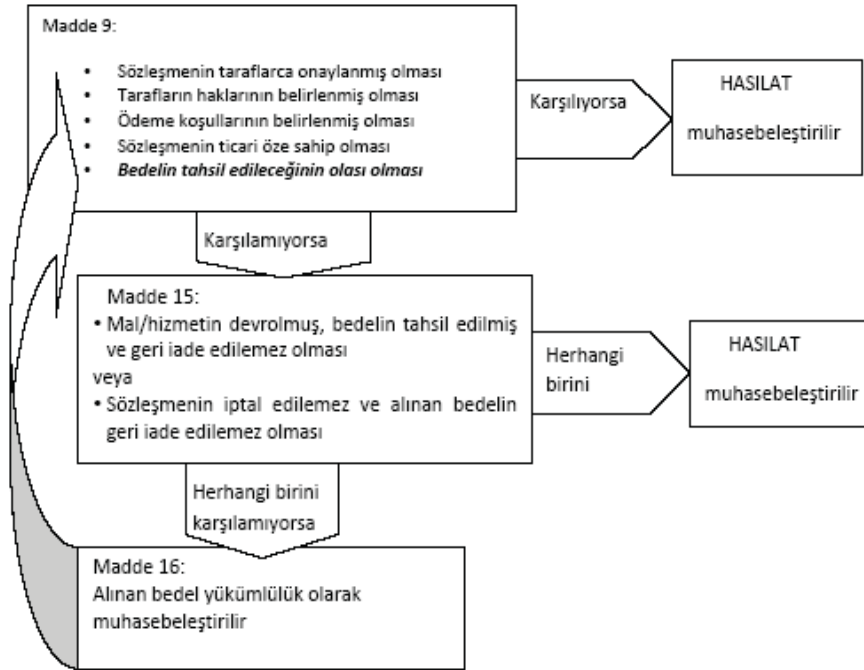 Madde 9:
• Sözleşmenin taraflarca onaylanmış olması
• Tarafların haklarının belirlenmiş olması
• Ödeme koşullarının belirlenmiş olması
• Sözleşmenin ticari öze sahip olması
• Bedelin tahsil edileceğinin olası olması
Karşılıyorsa
HASILAT
muhasebeleştirilir
Karşılamıyorsa
Madde 15:
• Mal/hizmetin devrolmuş, bedelin tahsil edilmiş
ve geri iade edilemez olması
veya
• Sözleşmenin iptal edilemez ve alınan bedelin
geri iade edilemez olması
Herhangi
birini
HASILAT
muhasebeleştirilir
Herhangi birini
karşılamıyorsa
Madde 16:
Alınan bedel yükümlülük olarak
muhasebeleştirilir